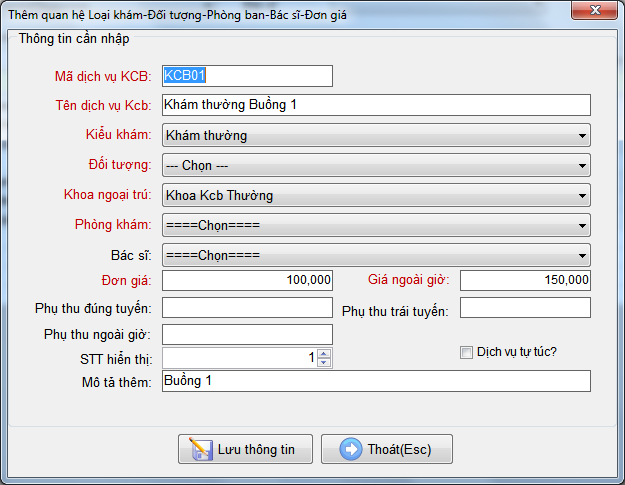 Thêm quan hệ Loại khám-Đối tượng-Phòng ban-Bác sĩ-Đơn giá
Thông tin cần nhập
Mã dịch vụ KCB: KCB01
Tên dịch vụ Kcb: Khám thường Buồng 1
Kiểu khám: Khám thường
Đối tượng: --- Chọn ---
Khoa ngoại trú: Khoa Kcb Thường
Phòng khám: ====Chọn====
Bác sĩ: ====Chọn====
Đơn giá: 100,000 Giá ngoài giờ: 150,000
Phụ thu đúng tuyến: Phụ thu trái tuyến:
Phụ thu ngoài giờ:
STT hiển thị: 1 Dịch vụ tự túc?
Mô tả thêm: Buồng 1
Lưu thông tin Thoát(Esc)